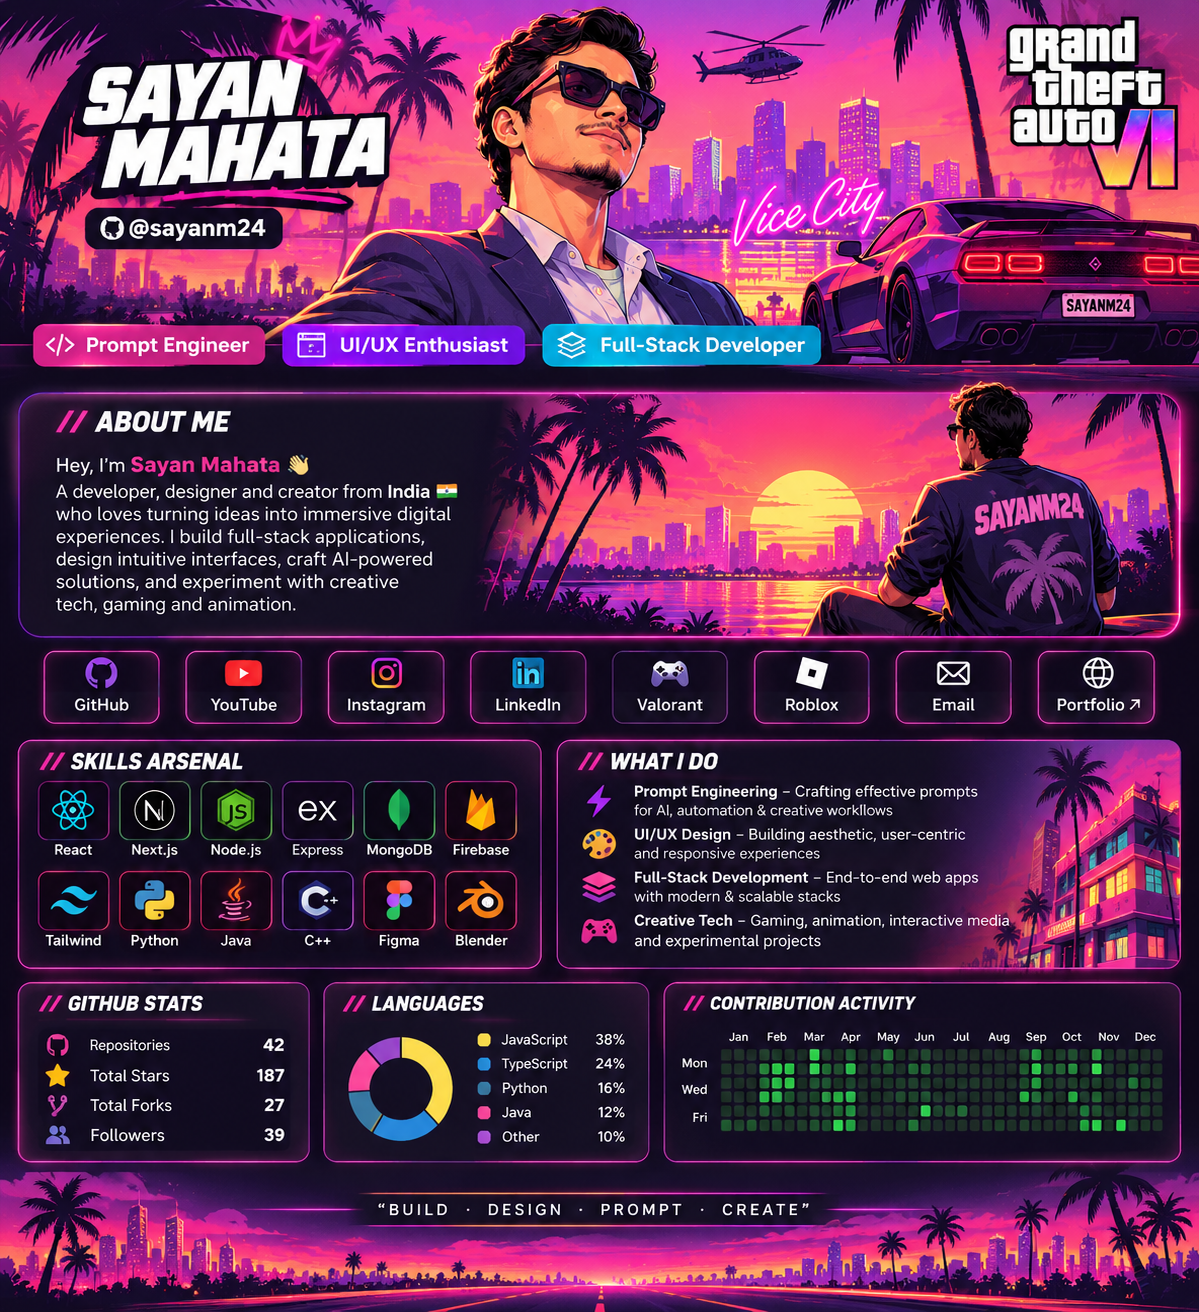 SAYAN
MAHATA
@sayanm24
grand
theft
auto
VI
Vice City
SAYANM24
</> Prompt Engineer
UI/UX Enthusiast
Full-Stack Developer
// ABOUT ME
Hey, I'm Sayan Mahata 👋
A developer, designer and creator from India 🇮🇳
who loves turning ideas into immersive digital
experiences. I build full-stack applications,
design intuitive interfaces, craft AI-powered
solutions, and experiment with creative
tech, gaming and animation.
SAYANM24
GitHub
YouTube
Instagram
LinkedIn
Valorant
Roblox
Email
Portfolio ↗
// SKILLS ARSENAL
React
Next.js
Node.js
Express
MongoDB
Firebase
Tailwind
Python
Java
C++
Figma
Blender
// WHAT I DO
Prompt Engineering – Crafting effective prompts
for AI, automation & creative workllows
UI/UX Design – Building aesthetic, user-centric
and responsive experiences
Full-Stack Development – End-to-end web apps
with modern & scalable stacks
Creative Tech – Gaming, animation, interactive media
and experimental projects
// GITHUB STATS
Repositories 42
Total Stars 187
Total Forks 27
Followers 39
// LANGUAGES
JavaScript 38%
TypeScript 24%
Python 16%
Java 12%
Other 10%
// CONTRIBUTION ACTIVITY
Jan Feb Mar Apr May Jun Jul Aug Sep Oct Nov Dec
Mon
Wed
Fri
"BUILD · DESIGN · PROMPT · CREATE"